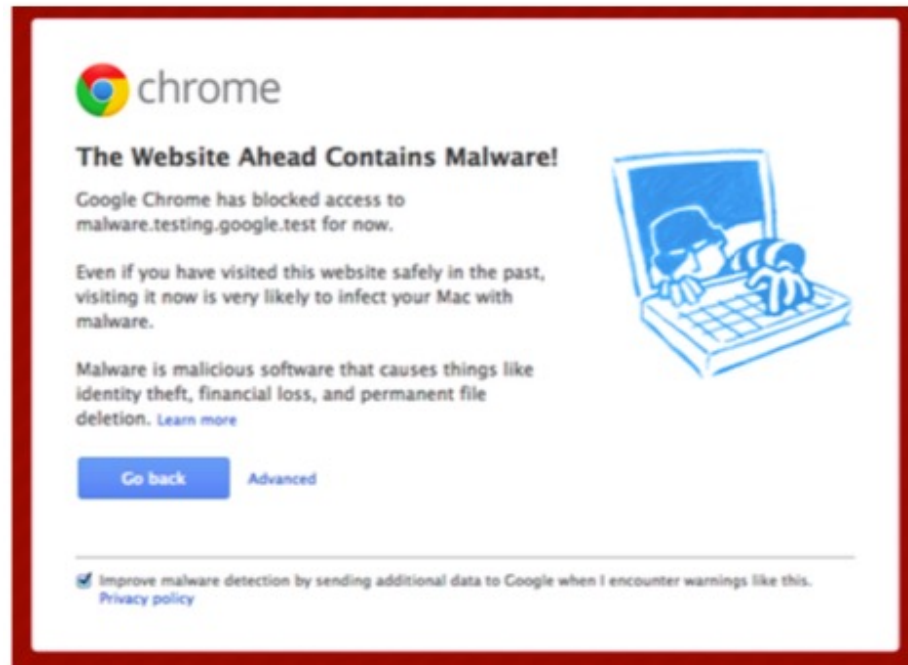 chrome
The Website Ahead Contains Malware!
Google Chrome has blocked access to
malware.testing.google.test for now.
Even if you have visited this website safely in the past,
visiting it now is very likely to infect your Mac with
malware.
Malware is malicious software that causes things like
identity theft, financial loss, and permanent file
deletion. Learn more
Go back Advanced
Improve malware detection by sending additional data to Google when I encounter warnings like this.
Privacy policy